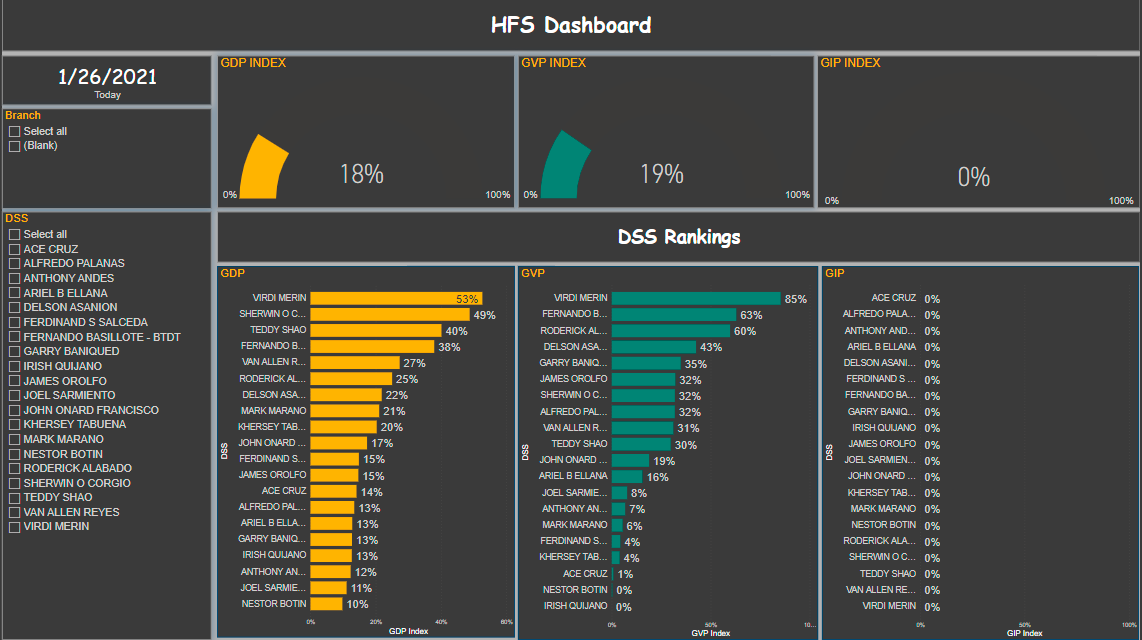 HFS Dashboard
1/26/2021
Today
Branch
Select all
(Blank)
DSS
Select all
ACE CRUZ
ALFREDO PALANAS
ANTHONY ANDES
ARIEL B ELLANA
DELSON ASANION
FERDINAND S SALCEDA
FERNANDO BASILLOTE - BTDT
GARRY BANIQUED
IRISH QUIJANO
JAMES OROLFO
JOEL SARMIENTO
JOHN ONARD FRANCISCO
KHERSEY TABUENA
MARK MARANO
NESTOR BOTIN
RODERICK ALABADO
SHERWIN O CORGIO
TEDDY SHAO
VAN ALLEN REYES
VIRDI MERIN
GDP INDEX
18%
0% 100%
GVP INDEX
19%
0% 100%
GIP INDEX
0%
0% 100%
DSS Rankings
GDP
VIRDI MERIN 53%
SHERWIN O C... 49%
TEDDY SHAO 40%
FERNANDO B... 38%
VAN ALLEN R... 27%
RODERICK AL... 25%
DELSON ASA... 22%
MARK MARANO 21%
KHERSEY TAB... 20%
JOHN ONARD ... 17%
FERDINAND S... 15%
JAMES OROLFO 15%
ACE CRUZ 14%
ALFREDO PAL... 13%
ARIEL B ELLA... 13%
GARRY BANIQ... 13%
IRISH QUIJANO 13%
ANTHONY AN... 12%
JOEL SARMIE... 11%
NESTOR BOTIN 10%
DSS
0% 20% 40% 60%
GDP Index
GVP
VIRDI MERIN 85%
FERNANDO B... 63%
RODERICK AL... 60%
DELSON ASA... 43%
GARRY BANIQ... 35%
JAMES OROLFO 32%
SHERWIN O C... 32%
ALFREDO PAL... 32%
VAN ALLEN R... 31%
TEDDY SHAO 30%
JOHN ONARD ... 19%
ARIEL B ELLANA 16%
JOEL SARMIE... 8%
ANTHONY AN... 7%
MARK MARANO 6%
FERDINAND S... 4%
KHERSEY TAB... 4%
ACE CRUZ 1%
NESTOR BOTIN 0%
IRISH QUIJANO 0%
DSS
0% 50% 10...
GVP Index
GIP
ACE CRUZ 0%
ALFREDO PALA... 0%
ANTHONY AND... 0%
ARIEL B ELLANA 0%
DELSON ASANI... 0%
FERDINAND S ... 0%
FERNANDO BA... 0%
GARRY BANIQ... 0%
IRISH QUIJANO 0%
JAMES OROLFO 0%
JOEL SARMIEN... 0%
JOHN ONARD ... 0%
KHERSEY TAB... 0%
MARK MARANO 0%
NESTOR BOTIN 0%
RODERICK ALA... 0%
SHERWIN O C... 0%
TEDDY SHAO 0%
VAN ALLEN RE... 0%
VIRDI MERIN 0%
DSS
0% 50% 100%
GIP Index